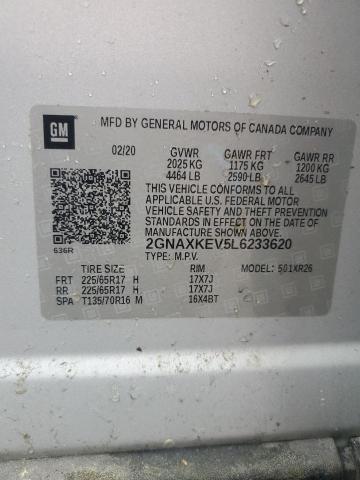 GM
MFD BY GENERAL MOTORS OF CANADA COMPANY
02/20 GVWR GAWR FRT GAWR RR
2025 KG 1175 KG 1200 KG
4464 LB 2590 LB 2645 LB
THIS VEHICLE CONFORMS TO ALL
APPLICABLE U.S. FEDERAL MOTOR
VEHICLE SAFETY AND THEFT
PREVENTION STANDARDS IN EFFECT
ON THE DATE OF MANUFACTURE
SHOWN ABOVE.
2GNAXKEV5L6233620
636R TYPE: M.P.V. MODEL: 501XR26
TIRE SIZE RIM
FRT 225/65R17 H 17X7J
RR 225/65R17 H 17X7J
SPA T135/70R16 M 16X4BT